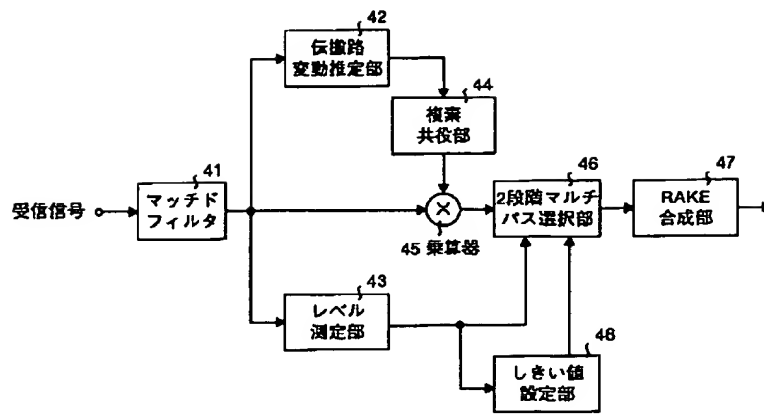 42
伝搬路
変動推定部
44
複素
共役部
41
マッチド
フィルタ
受信信号
×
45 乗算器
46
2段階マルチ
パス選択部
47
RAKE
合成部
43
レベル
測定部
48
しきい値
設定部